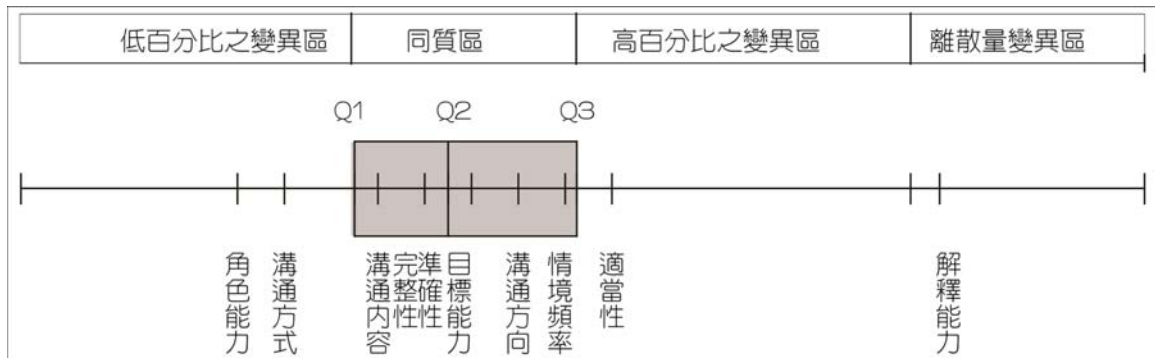 低百分比之變異區
同質區
高百分比之變異區
離散量變異區
Q1
Q2
Q3
角色能力
溝通方式
溝通內容
完整性
準確性
目標能力
溝通方向
情境頻率
適當性
解釋能力